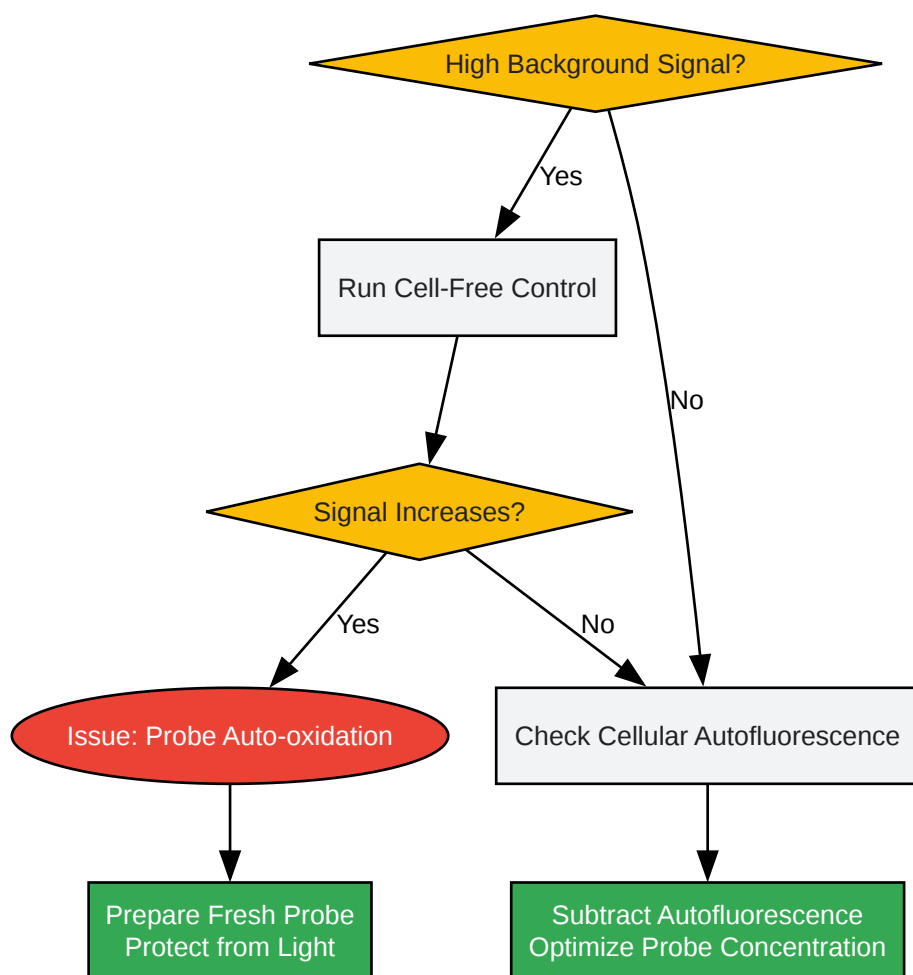 High Background Signal?
Yes
Run Cell-Free Control
No
Signal Increases?
Yes
No
Issue: Probe Auto-oxidation
Check Cellular Autofluorescence
Prepare Fresh Probe
Protect from Light
Subtract Autofluorescence
Optimize Probe Concentration